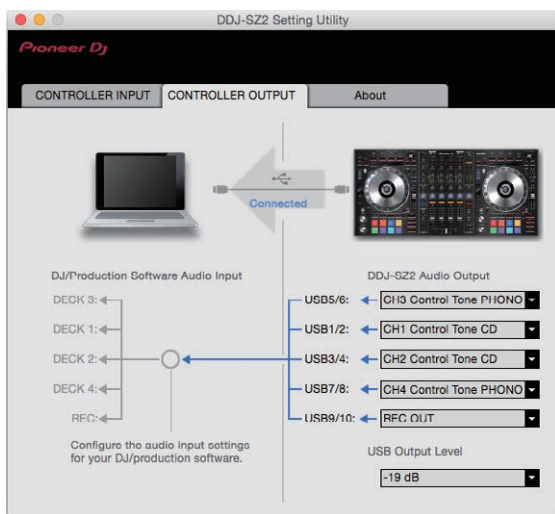 DDJ-SZ2 Setting Utility
Pioneer Dj
CONTROLLER INPUT
CONTROLLER OUTPUT
About
Connected
DJ/Production Software Audio Input
DECK 3:
DECK 1:
DECK 2:
DECK 4:
REC:
Configure the audio input settings
for your DJ/production software.
DDJ-SZ2 Audio Output
USB5/6: CH3 Control Tone PHONO
USB1/2: CH1 Control Tone CD
USB3/4: CH2 Control Tone CD
USB7/8: CH4 Control Tone PHONO
USB9/10: REC OUT
USB Output Level
-19 dB